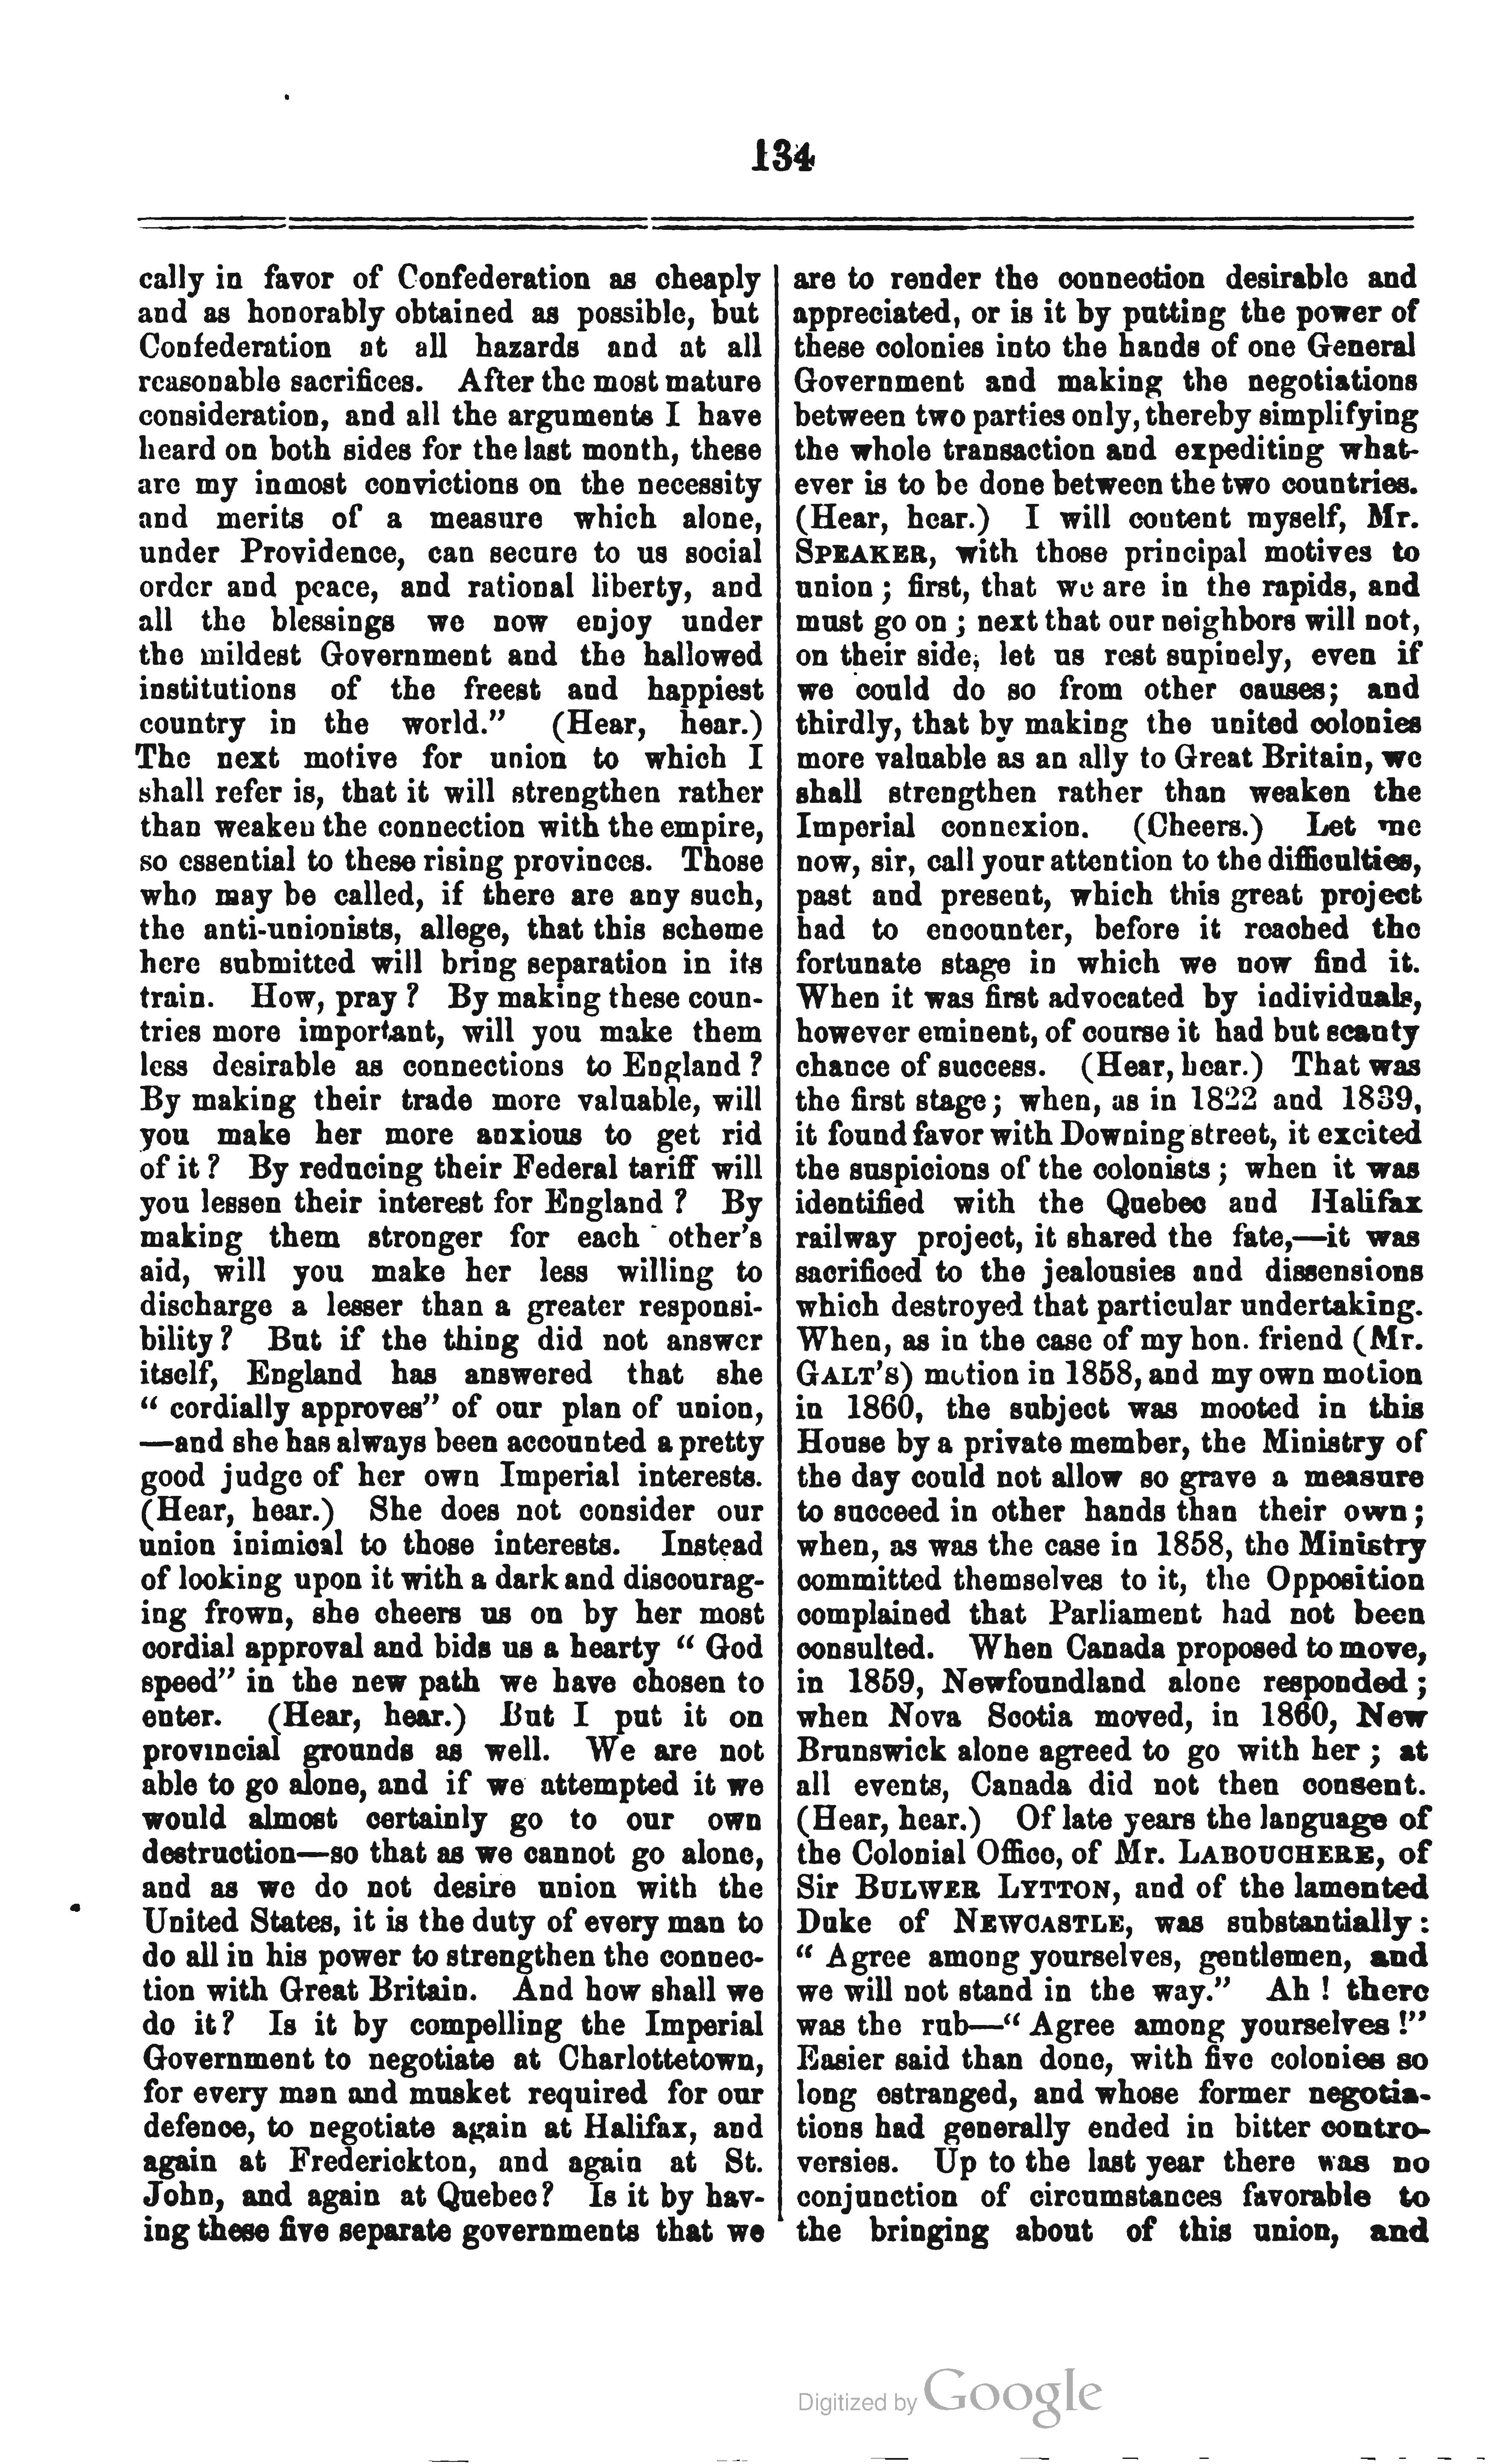 134
cally in favor of Confederation as cheaply
and as honorably obtained as possible, but
Confederation at all hazards and at all
reasonable sacrifices. After the most mature
consideration, and all the arguments I have
heard on both sides for the last month, these
are my inmost convictions on the necessity
and merits of a measure which alone,
under Providence, can secure to us social
order and peace, and rational liberty, and
all the blessings we now enjoy under
the mildest Government and the hallowed
institutions of the freest and happiest
country in the world.” (Hear, hear.)
The next motive for union to which I
shall refer is, that it will strengthen rather
than weaken the connection with the empire,
so essential to these rising provinces. Those
who may be called, if there are any such,
the anti-unionists, allege, that this scheme
here submitted will bring separation in its
train. How, pray? By making these coun-
tries more important, will you make them
less desirable as connections to England?
By making their trade more valuable, will
you make her more anxious to get rid
of it? By reducing their Federal tariff will
you lessen their interest for England? By
making them stronger for each other's
aid, will you make her less willing to
discharge a lesser than a greater responsi-
bility? But if the thing did not answer
itself, England has answered that she
“cordially approves” of our plan of union,
—and she has always been accounted a pretty
good judge of her own Imperial interests.
(Hear, hear.) She does not consider our
union inimical to those interests. Instead
of looking upon it with a dark and discourag-
ing frown, she cheers us on by her most
cordial approval and bids us a hearty “God
speed” in the new path we have chosen to
enter. (Hear, hear.) But I put it on
provincial grounds as well. We are not
able to go alone, and if we attempted it we
would almost certainly go to our own
destruction—so that as we cannot go alone,
and as we do not desire union with the
United States, it is the duty of every man to
do all in his power to strengthen the connec-
tion with Great Britain. And how shall we
do it? Is it by compelling the Imperial
Government to negotiate at Charlottetown,
for every man and musket required for our
defence, to negotiate again at Halifax, and
again at Frederickton, and again at St.
John, and again at Quebec? Is it by hav-
ing these five separate governments that we
are to render the connection desirable and
appreciated, or is it by putting the power of
these colonies into the hands of one General
Government and making the negotiations
between two parties only, thereby simplifying
the whole transaction and expediting what-
ever is to be done between the two countries.
(Hear, hear.) I will content myself, Mr.
SPEAKER, with those principal motives to
union; first, that we are in the rapids, and
must go on; next that our neighbors will not,
on their side, let us rest supinely, even if
we could do so from other causes; and
thirdly, that by making the united colonies
more valuable as an ally to Great Britain, we
shall strengthen rather than weaken the
Imperial connexion. (Cheers.) Let me
now, sir, call your attention to the difficulties,
past and present, which this great project
had to encounter, before it reached the
fortunate stage in which we now find it.
When it was first advocated by individuals,
however eminent, of course it had but scanty
chance of success. (Hear, hear.) That was
the first stage; when, as in 1822 and 1839,
it found favor with Downing street, it excited
the suspicions of the colonists; when it was
identified with the Quebec and Halifax
railway project, it shared the fate,—it was
sacrificed to the jealousies and dissensions
which destroyed that particular undertaking.
When, as in the case of my hon. friend (Mr.
GALT'S) motion in 1858, and my own motion
in 1860, the subject was mooted in this
House by a private member, the Ministry of
the day could not allow so grave a measure
to succeed in other hands than their own;
when, as was the case in 1858, the Ministry
committed themselves to it, the Opposition
complained that Parliament had not been
consulted. When Canada proposed to move,
in 1859, Newfoundland alone responded;
when Nova Scotia moved, in 1860, New
Brunswick alone agreed to go with her; at
all events, Canada did not then consent.
(Hear, hear.) Of late years the language of
the Colonial Office, of Mr. LABOUCHERE, of
Sir BULWER LYTTON, and of the lamented
Duke of NEWCASTLE, was substantially:
“Agree among yourselves, gentlemen, and
we will not stand in the way.” Ah! there
was the rub—“Agree among yourselves!”
Easier said than done, with five colonies so
long estranged, and whose former negotia-
tions had generally ended in bitter contro-
versies. Up to the last year there was no
conjunction of circumstances favorable to
the bringing about of this union, and
Digitized by Google